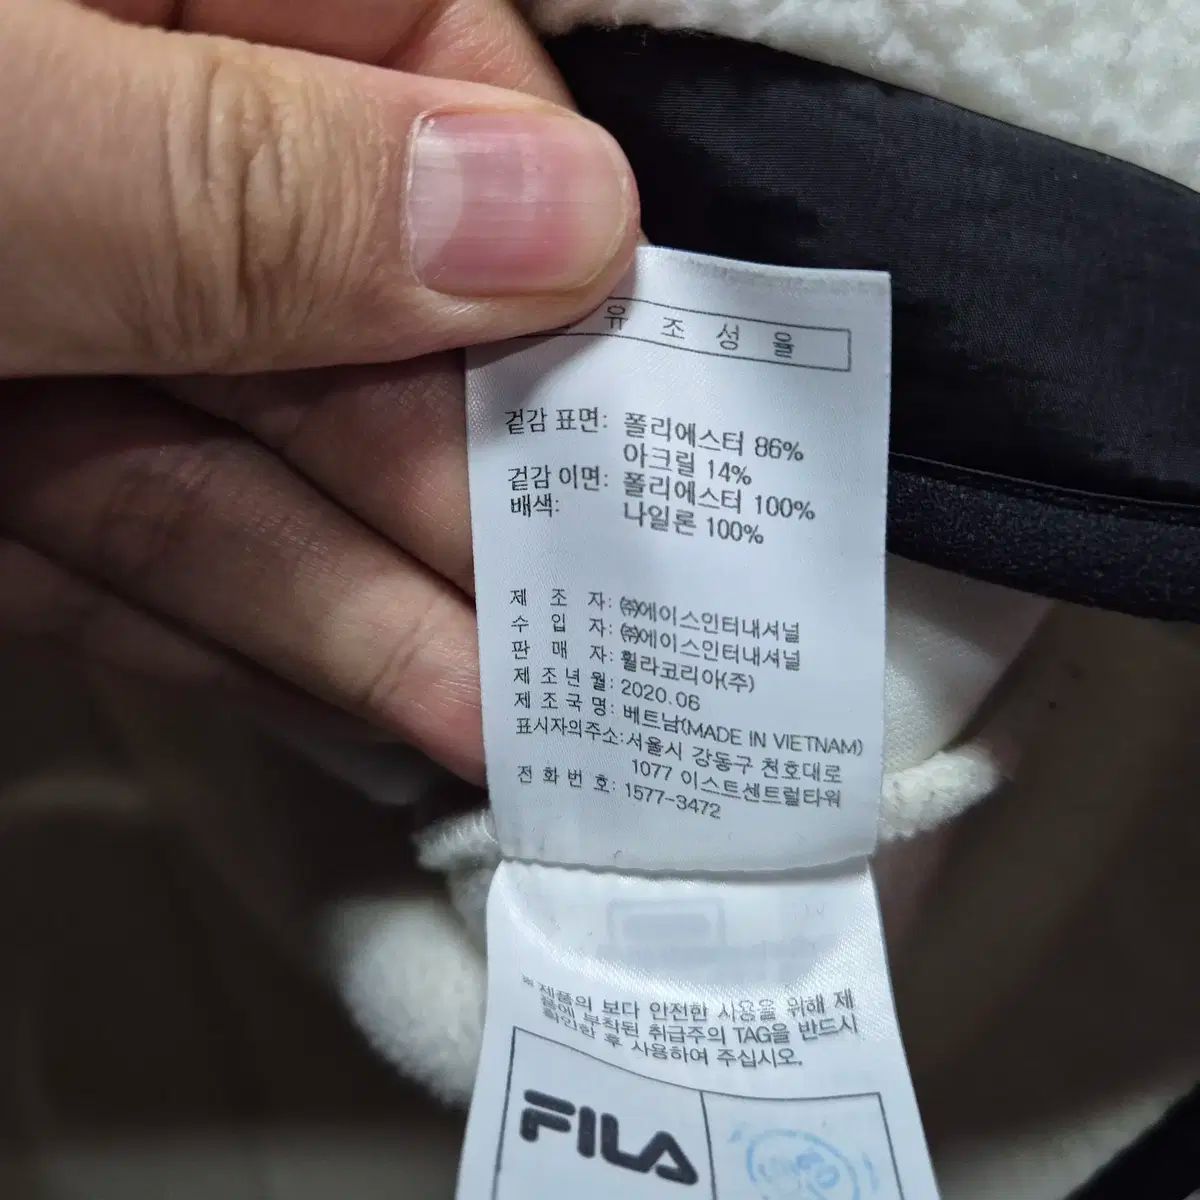 유 조 성 율
겉감 표면: 폴리에스터 86%
아크릴 14%
겉감 이면: 폴리에스터 100%
배색: 나일론 100%
제 조 자: ㈜에이스인터내셔널
수 입 자: ㈜에이스인터내셔널
판 매 자: 휠라코리아(주)
제 조 년 월: 2020.06
제 조 국 명: 베트남(MADE IN VIETNAM)
표시자의주소:서울시 강동구 천호대로
1077 이스트센트럴타워
전 화 번 호: 1577-3472
*제품의 보다 안전한 사용을 위해 제
품에 부착된 취급주의 TAG을 반드시
확인한 후 사용하여 주십시오.
FILA